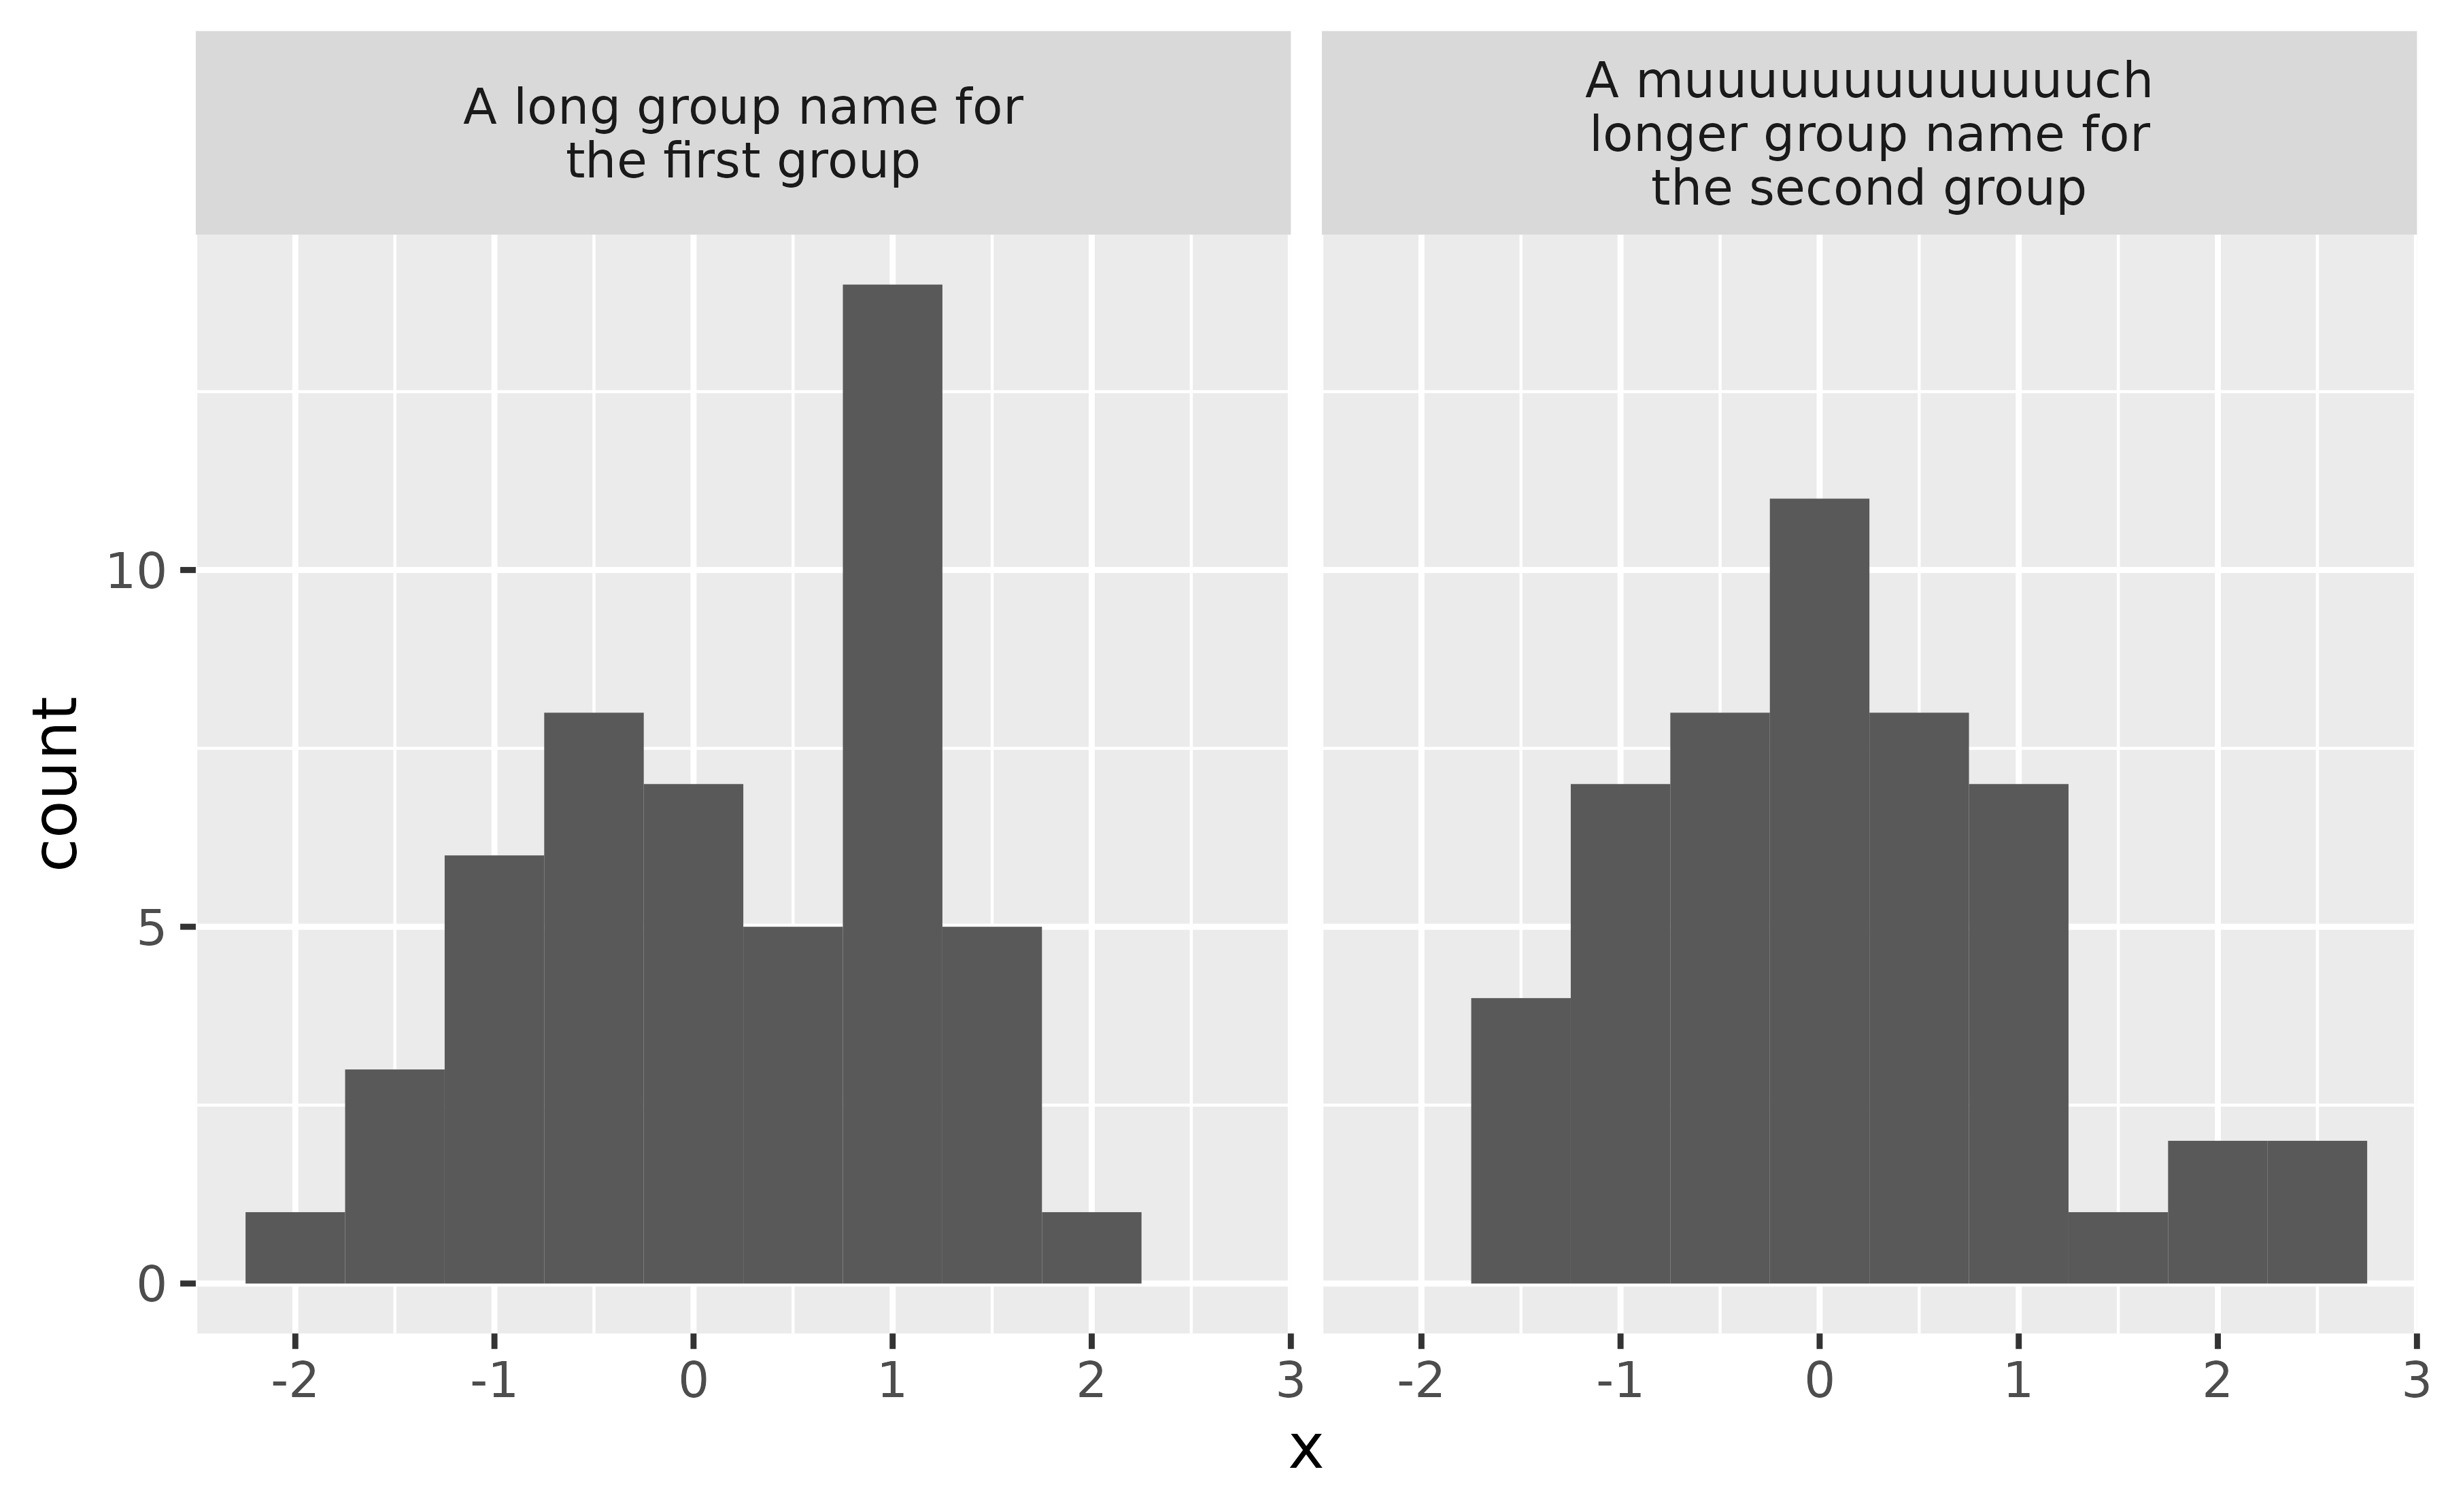 A long group name for
the first group
A muuuuuuuuuuuuuuch
longer group name for
the second group
count
10
5
0
-2 -1 0 1 2 3 -2 -1 0 1 2 3
x